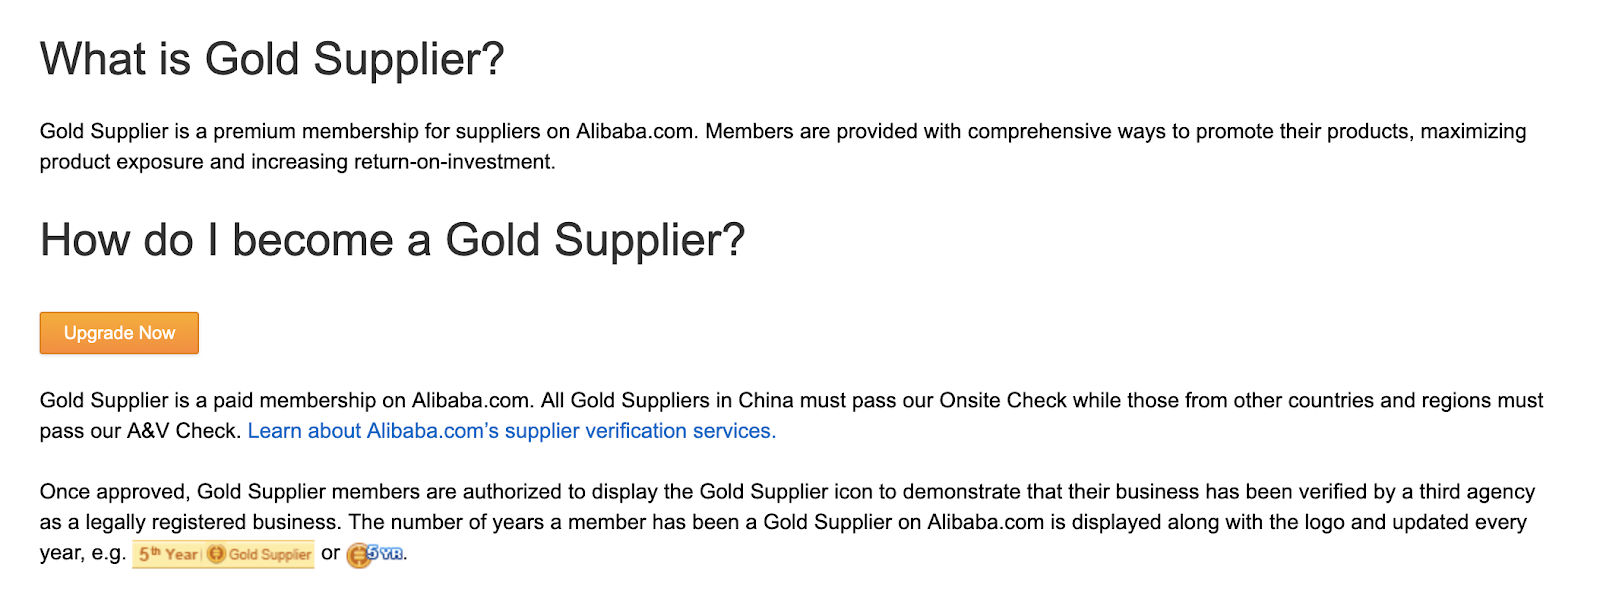 What is Gold Supplier?
Gold Supplier is a premium membership for suppliers on Alibaba.com. Members are provided with comprehensive ways to promote their products, maximizing
product exposure and increasing return-on-investment.
How do I become a Gold Supplier?
Upgrade Now
Gold Supplier is a paid membership on Alibaba.com. All Gold Suppliers in China must pass our Onsite Check while those from other countries and regions must
pass our A&V Check. Learn about Alibaba.com's supplier verification services.
Once approved, Gold Supplier members are authorized to display the Gold Supplier icon to demonstrate that their business has been verified by a third agency
as a legally registered business. The number of years a member has been a Gold Supplier on Alibaba.com is displayed along with the logo and updated every
year, e.g. 5th Year Gold Supplier or 5YR.